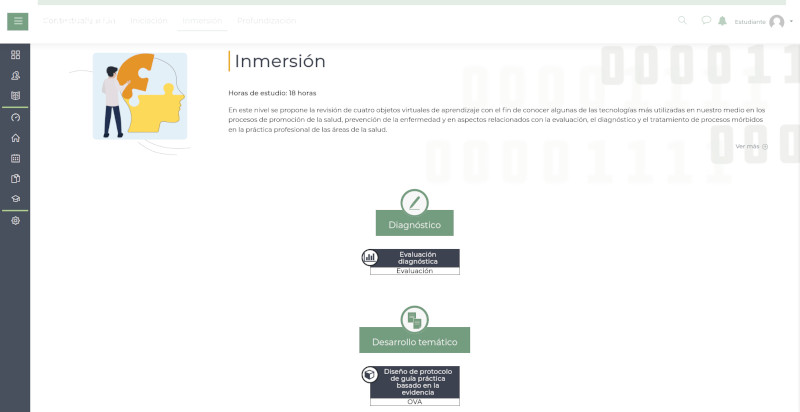 Contextualización Iniciación Inmersión Profundización
Estudiante
Inmersión
Horas de estudio: 18 horas
En este nivel se propone la revisión de cuatro objetos virtuales de aprendizaje con el fin de conocer algunas de las tecnologías más utilizadas en nuestro medio en los
procesos de promoción de la salud, prevención de la enfermedad y en aspectos relacionados con la evaluación, el diagnóstico y el tratamiento de procesos mórbidos
en la práctica profesional de las áreas de la salud.
Ver más
00001111
Diagnóstico
Evaluación
diagnóstica
Evaluación
Desarrollo temático
Diseño de protocolo
de guía práctica
basado en la
evidencia
OVA